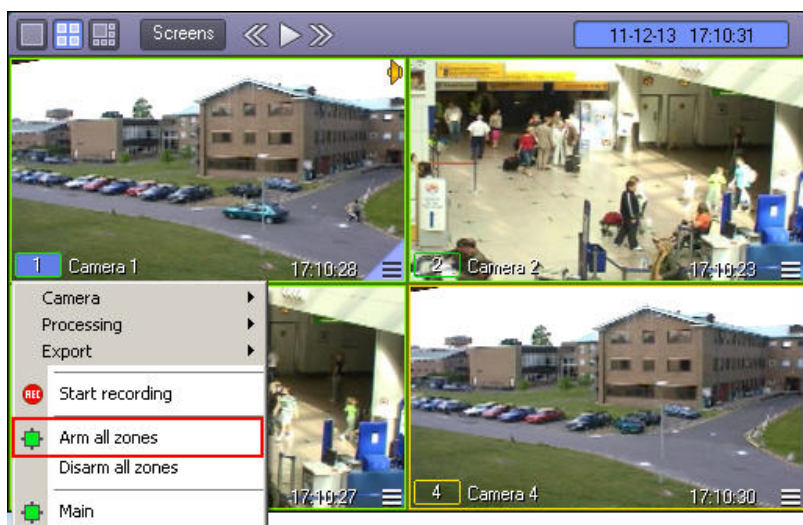 Screens
11-12-13 17:10:31
1 Camera 1 17:10:28
2 Camera 2 17:10:23
Camera
Processing
Export
REC Start recording
Arm all zones
Disarm all zones
Main
17:10:27
4 Camera 4 17:10:30